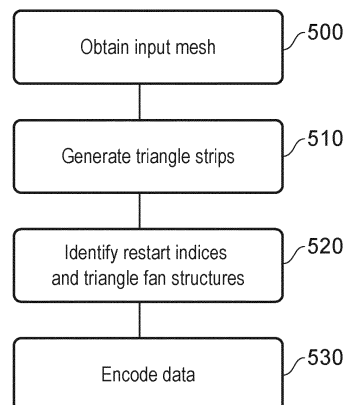 Obtain input mesh
500
Generate triangle strips
510
Identify restart indices
and triangle fan structures
520
Encode data
530